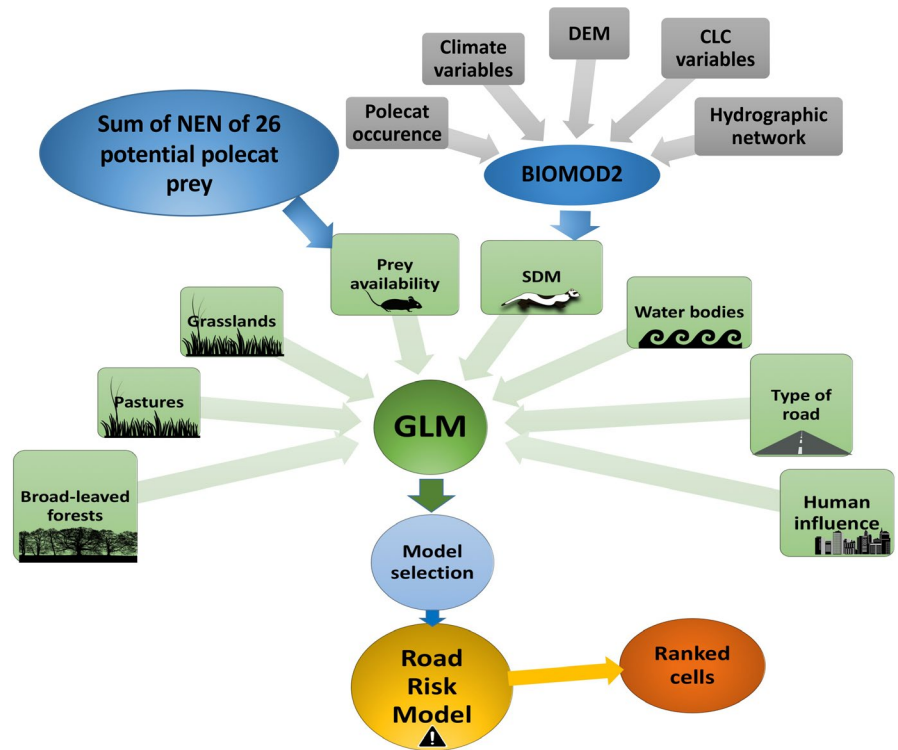 DEM
Climate
variables
CLC
variables
Polecat
occurence
Hydrographic
network
Sum of NEN of 26
potential polecat
prey
BIOMOD2
Prey
availability
SDM
Grasslands
Water bodies
Pastures
Type of
road
GLM
Broad-leaved
forests
Human
influence
Model
selection
Road
Risk
Model
!
Ranked
cells